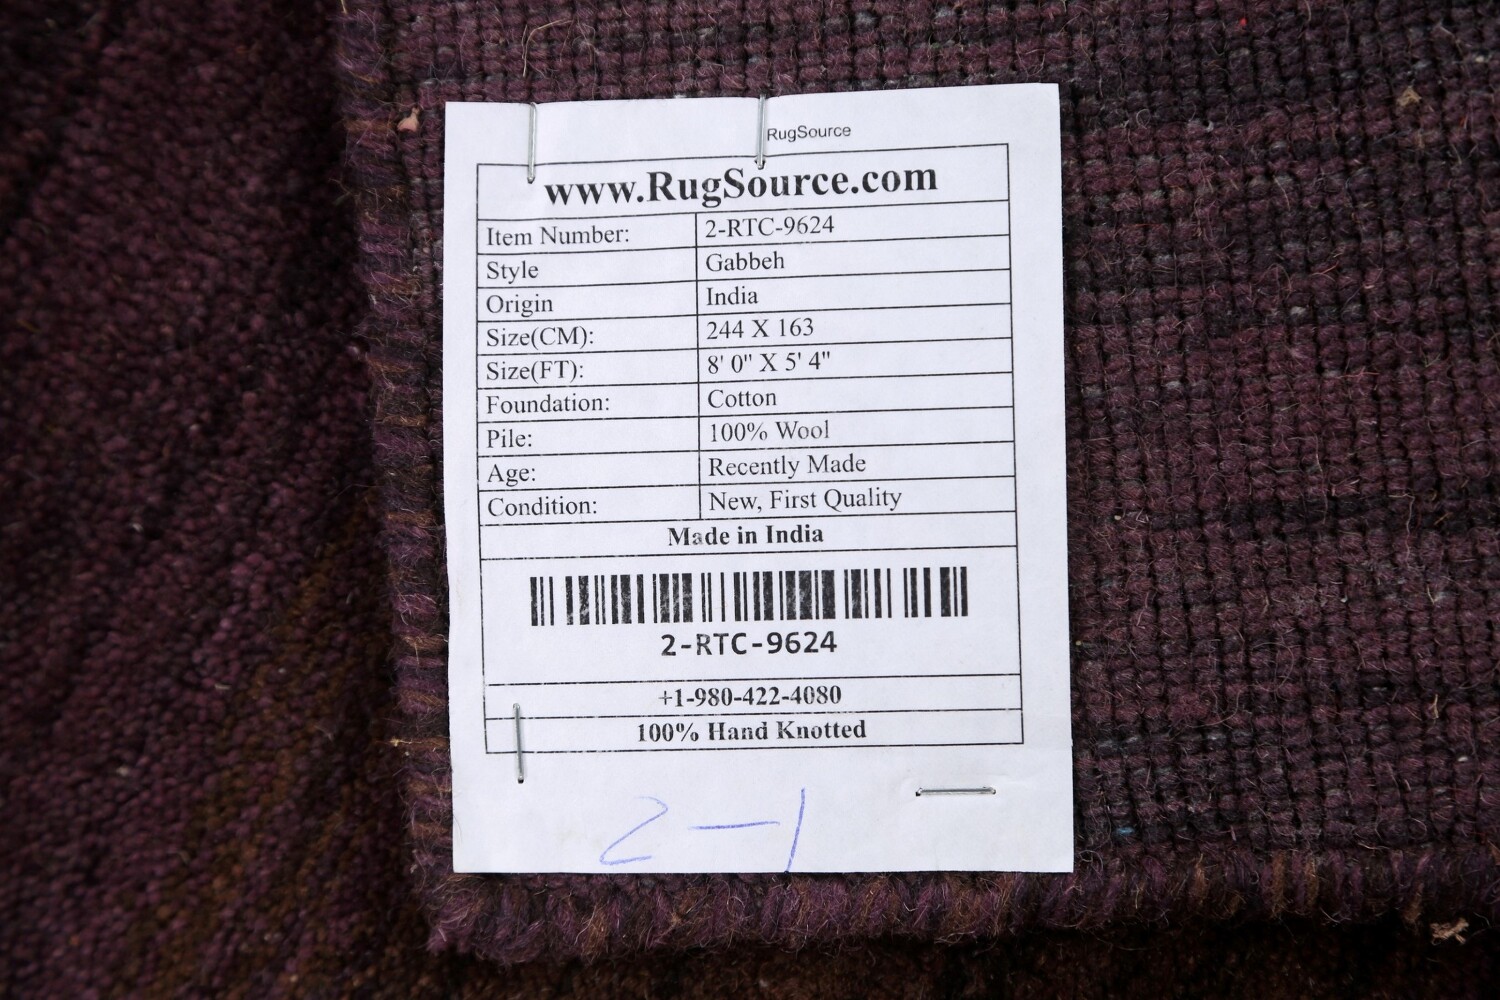 RugSource
www.RugSource.com
Item Number: 2-RTC-9624
Style Gabbeh
Origin India
Size(CM): 244 X 163
Size(FT): 8' 0" X 5' 4"
Foundation: Cotton
Pile: 100% Wool
Age: Recently Made
Condition: New, First Quality
Made in India
2-RTC-9624
+1-980-422-4080
100% Hand Knotted
2-1